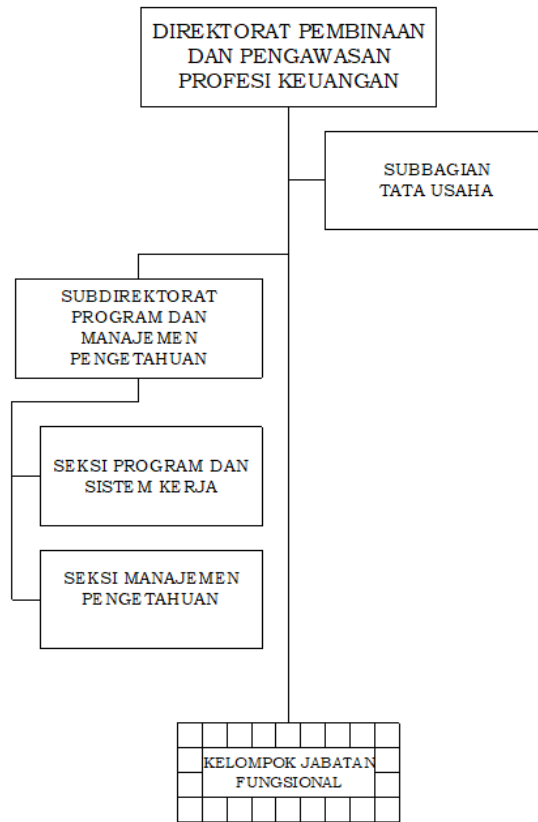 DIREKTORAT PEMBINAAN
DAN PENGAWASAN
PROFESI KEUANGAN
SUBBAGIAN
TATA USAHA
SUBDIREKTORAT
PROGRAM DAN
MANAJEMEN
PENGETAHUAN
SEKSI PROGRAM DAN
SISTEM KERJA
SEKSI MANAJEMEN
PENGETAHUAN
KELOMPOK JABATAN
FUNGSIONAL